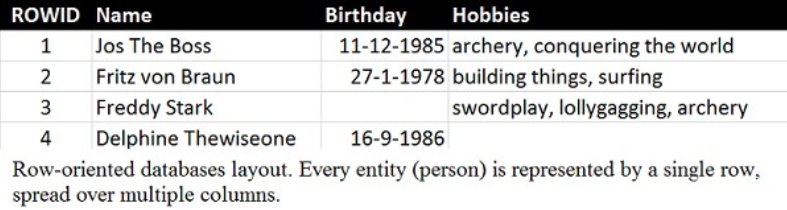 ROWID Name Birthday Hobbies
1 Jos The Boss 11-12-1985 archery, conquering the world
2 Fritz von Braun 27-1-1978 building things, surfing
3 Freddy Stark swordplay, lollygagging, archery
4 Delphine Thewiseone 16-9-1986
Row-oriented databases layout. Every entity (person) is represented by a single row,
spread over multiple columns.